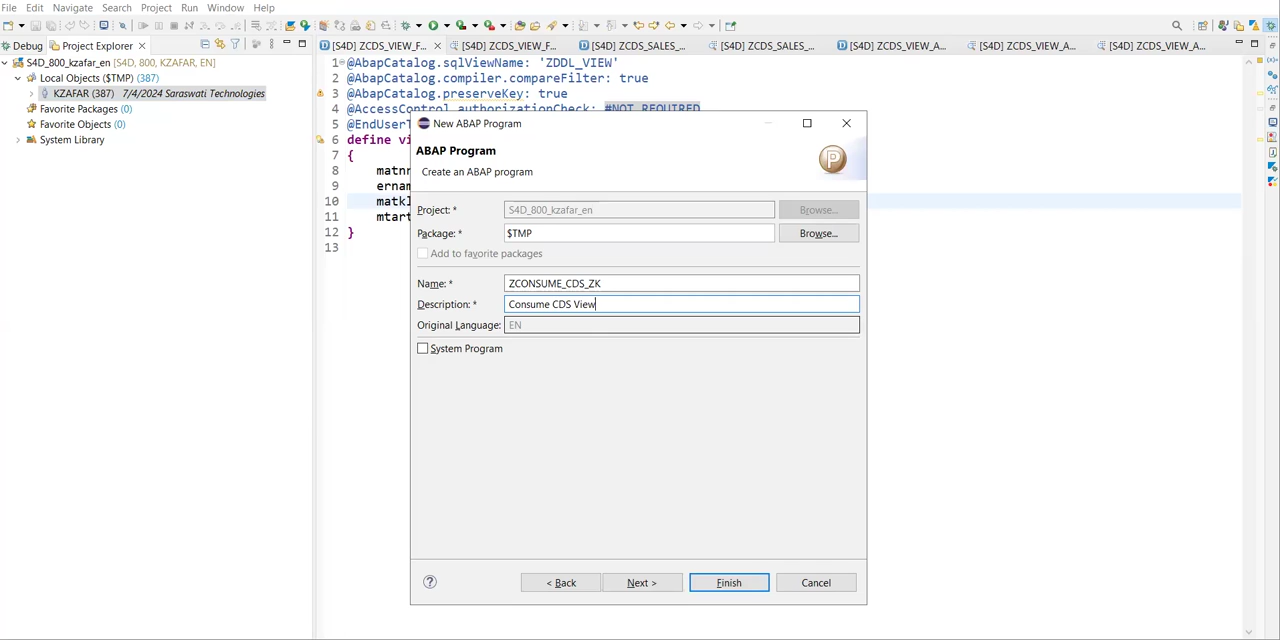 File Edit Navigate Search Project Run Window Help
Debug Project Explorer
[S4D] ZCDS_VIEW_F... [S4D] ZCDS_VIEW_F... [S4D] ZCDS_SALES_... [S4D] ZCDS_SALES_... [S4D] ZCDS_VIEW_A... [S4D] ZCDS_VIEW_A... [S4D] ZCDS_VIEW_A...
S4D_800_kzafar_en [S4D, 800, KZAFAR, EN]
Local Objects ($TMP) (387)
KZAFAR (387) 7/4/2024 Saraswati Technologies
Favorite Packages (0)
Favorite Objects (0)
System Library
1 @AbapCatalog.sqlViewName: 'ZDDL_VIEW'
2 @AbapCatalog.compiler.compareFilter: true
3 @AbapCatalog.preserveKey: true
4 @AccessControl.authorizationCheck: #NOT_REQUIRED
5 @EndUserT
6 define vi
7 {
8 matnr
9 ernam
10 matkl
11 mtart
12 }
13
New ABAP Program
ABAP Program
Create an ABAP program
Project: * S4D_800_kzafar_en Browse...
Package: * $TMP Browse...
Add to favorite packages
Name: * ZCONSUME_CDS_ZK
Description: * Consume CDS View
Original Language: EN
System Program
< Back Next > Finish Cancel